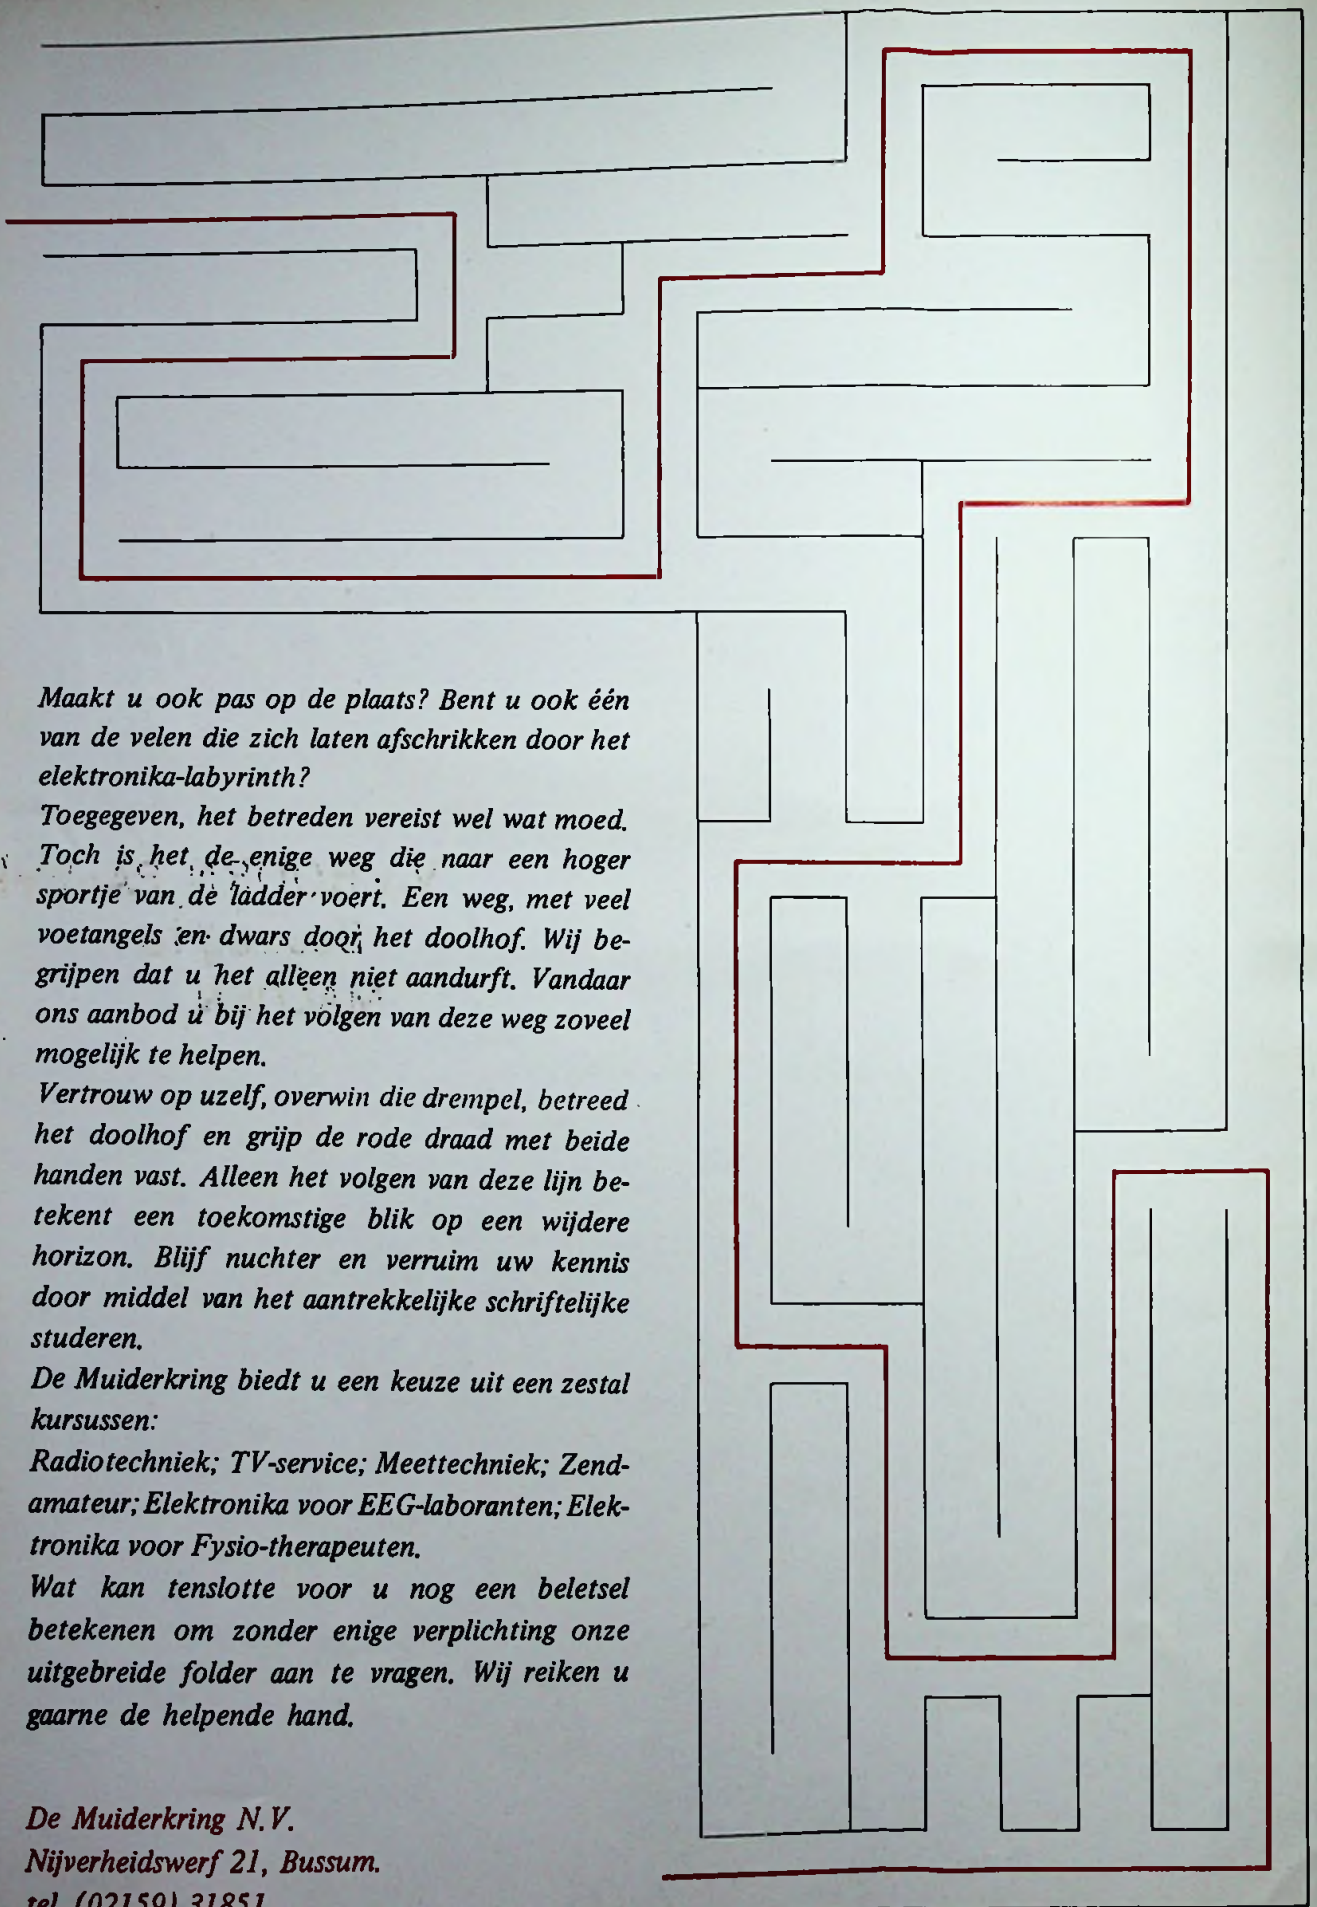 Maakt u ook pas op de plaats? Bent u ook één
van de velen die zich laten afschrikken door het
elektronika-labyrinth?
Toegegeven, het betreden vereist wel wat moed.
Toch is het de enige weg die naar een hoger
sportje van de ladder voert. Een weg, met veel
voetangels en dwars door het doolhof. Wij be-
grijpen dat u het alleen niet aandurft. Vandaar
ons aanbod u bij het volgen van deze weg zoveel
mogelijk te helpen.
Vertrouw op uzelf, overwin die drempel, betreed
het doolhof en grijp de rode draad met beide
handen vast. Alleen het volgen van deze lijn be-
tekent een toekomstige blik op een wijdere
horizon. Blijf nuchter en verruim uw kennis
door middel van het aantrekkelijke schriftelijke
studeren.
De Muiderkring biedt u een keuze uit een zestal
kursussen:
Radiotechniek; TV-service; Meettechniek; Zend-
amateur; Elektronika voor EEG-laboranten; Elek-
tronika voor Fysio-therapeuten.
Wat kan tenslotte voor u nog een beletsel
betekenen om zonder enige verplichting onze
uitgebreide folder aan te vragen. Wij reiken u
gaarne de helpende hand.
De Muiderkring N.V.
Nijverheidswerf 21, Bussum.
tel. (02159) 31851